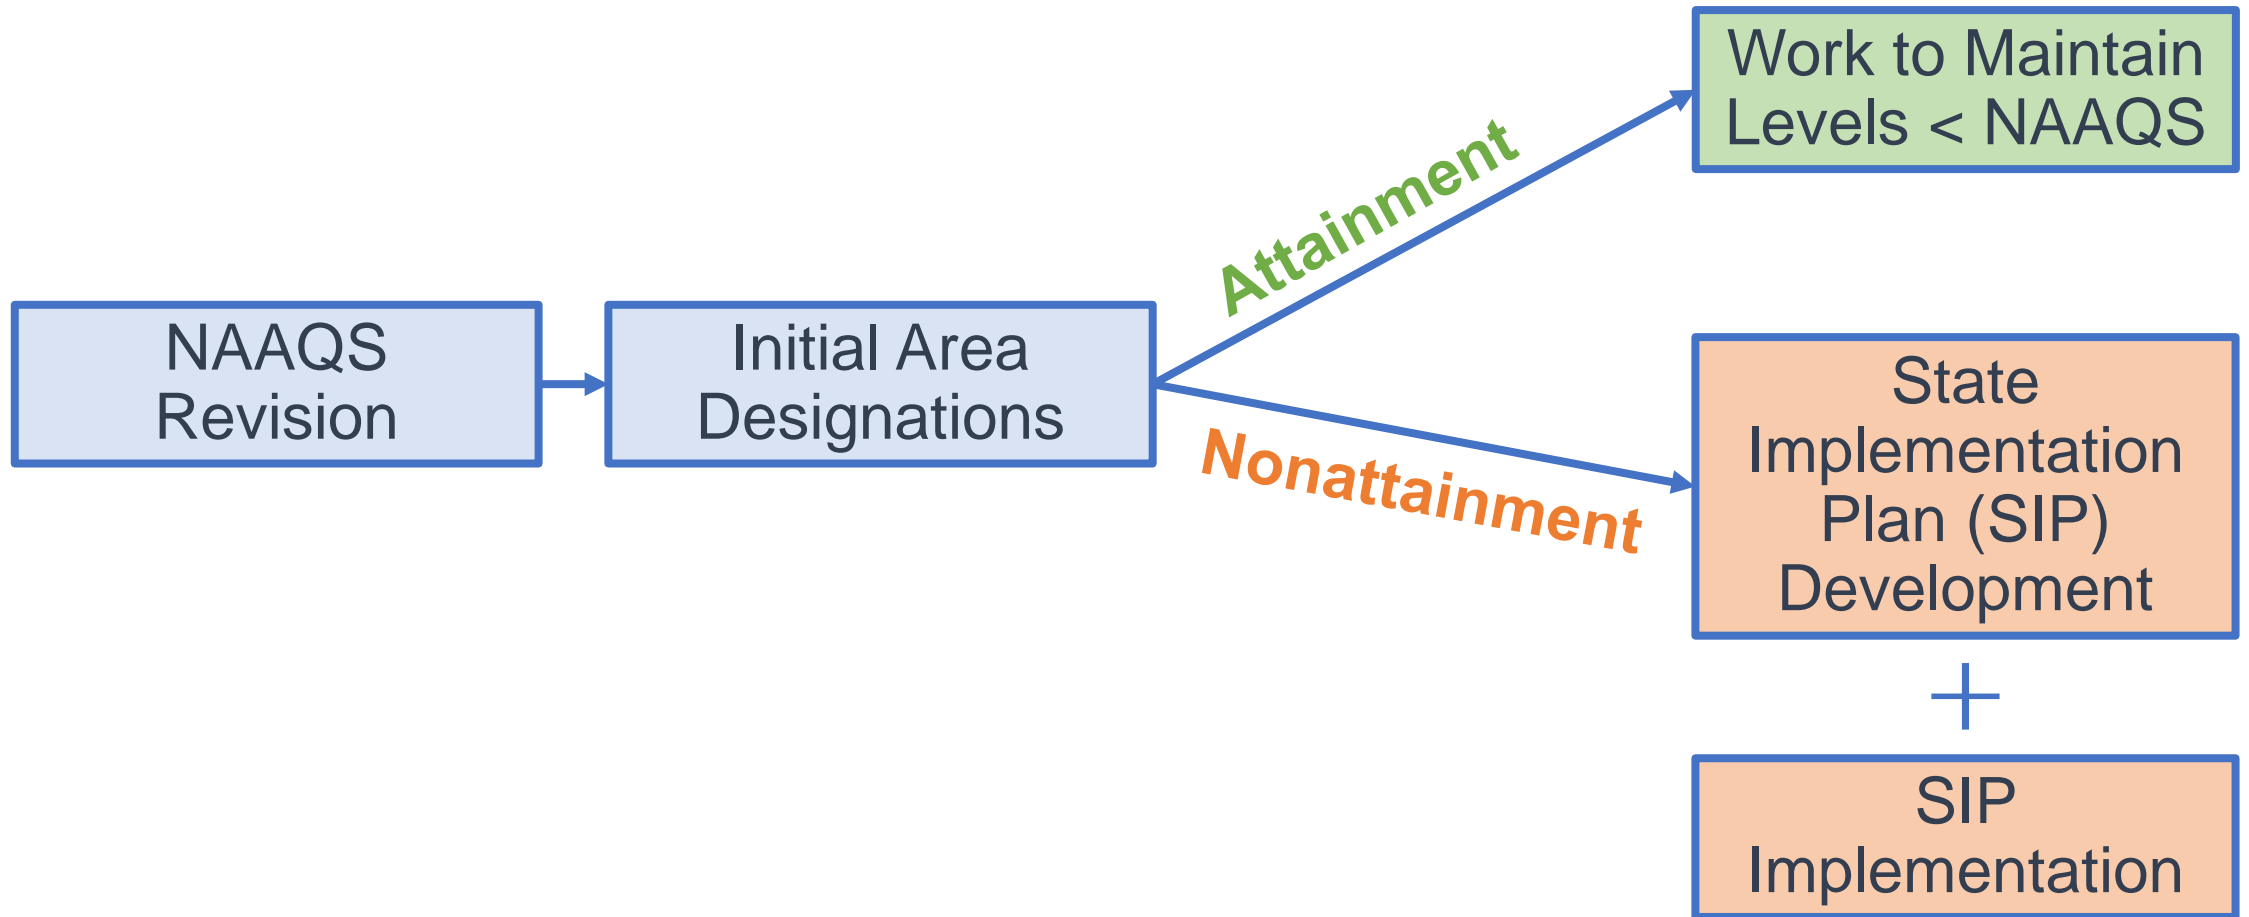 NAAQS
Revision
Initial Area
Designations
Attainment
Work to Maintain
Levels < NAAQS
Nonattainment
State
Implementation
Plan (SIP)
Development
+
SIP
Implementation